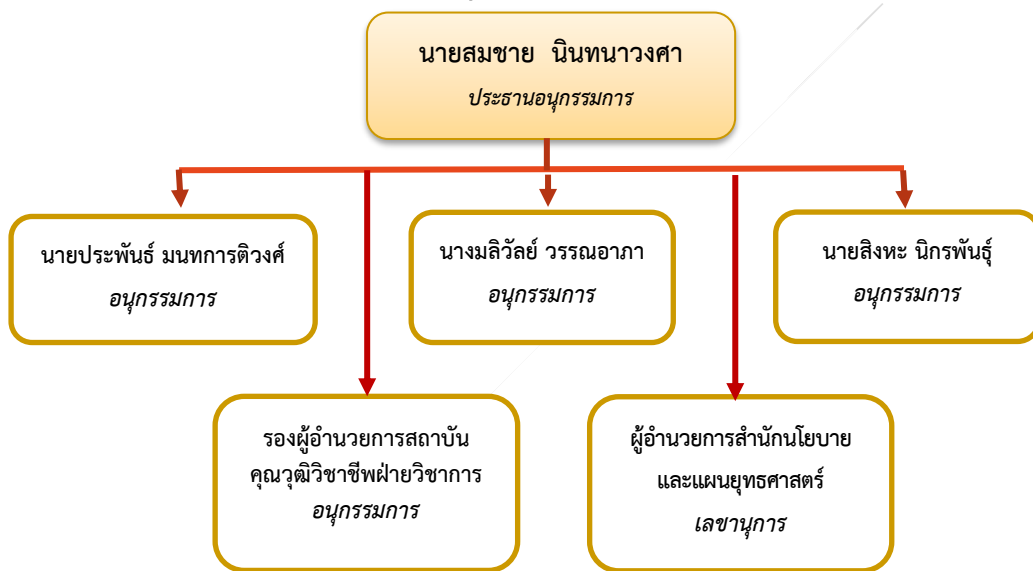 นายสมชาย นินทนาวงศา
ประธานอนุกรรมการ
นายประพันธ์ มนทการติวงศ์
อนุกรรมการ
นางมลิวัลย์ วรรณอาภา
อนุกรรมการ
นายสิงหะ นิกรพันธุ์
อนุกรรมการ
รองผู้อำนวยการสถาบัน
คุณวุฒิวิชาชีพฝ่ายวิชาการ
อนุกรรมการ
ผู้อำนวยการสำนักนโยบาย
และแผนยุทธศาสตร์
เลขานุการ